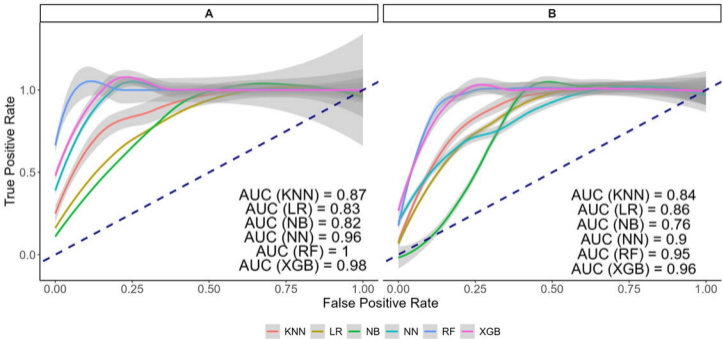 A
B
True Positive Rate
1.0
0.5
0.0
AUC (KNN) = 0.87
AUC (LR) = 0.83
AUC (NB) = 0.82
AUC (NN) = 0.96
AUC (RF) = 1
AUC (XGB) = 0.98
AUC (KNN) = 0.84
AUC (LR) = 0.86
AUC (NB) = 0.76
AUC (NN) = 0.9
AUC (RF) = 0.95
AUC (XGB) = 0.96
0.00 0.25 0.50 0.75 1.00
0.00 0.25 0.50 0.75 1.00
False Positive Rate
KNN LR NB NN RF XGB